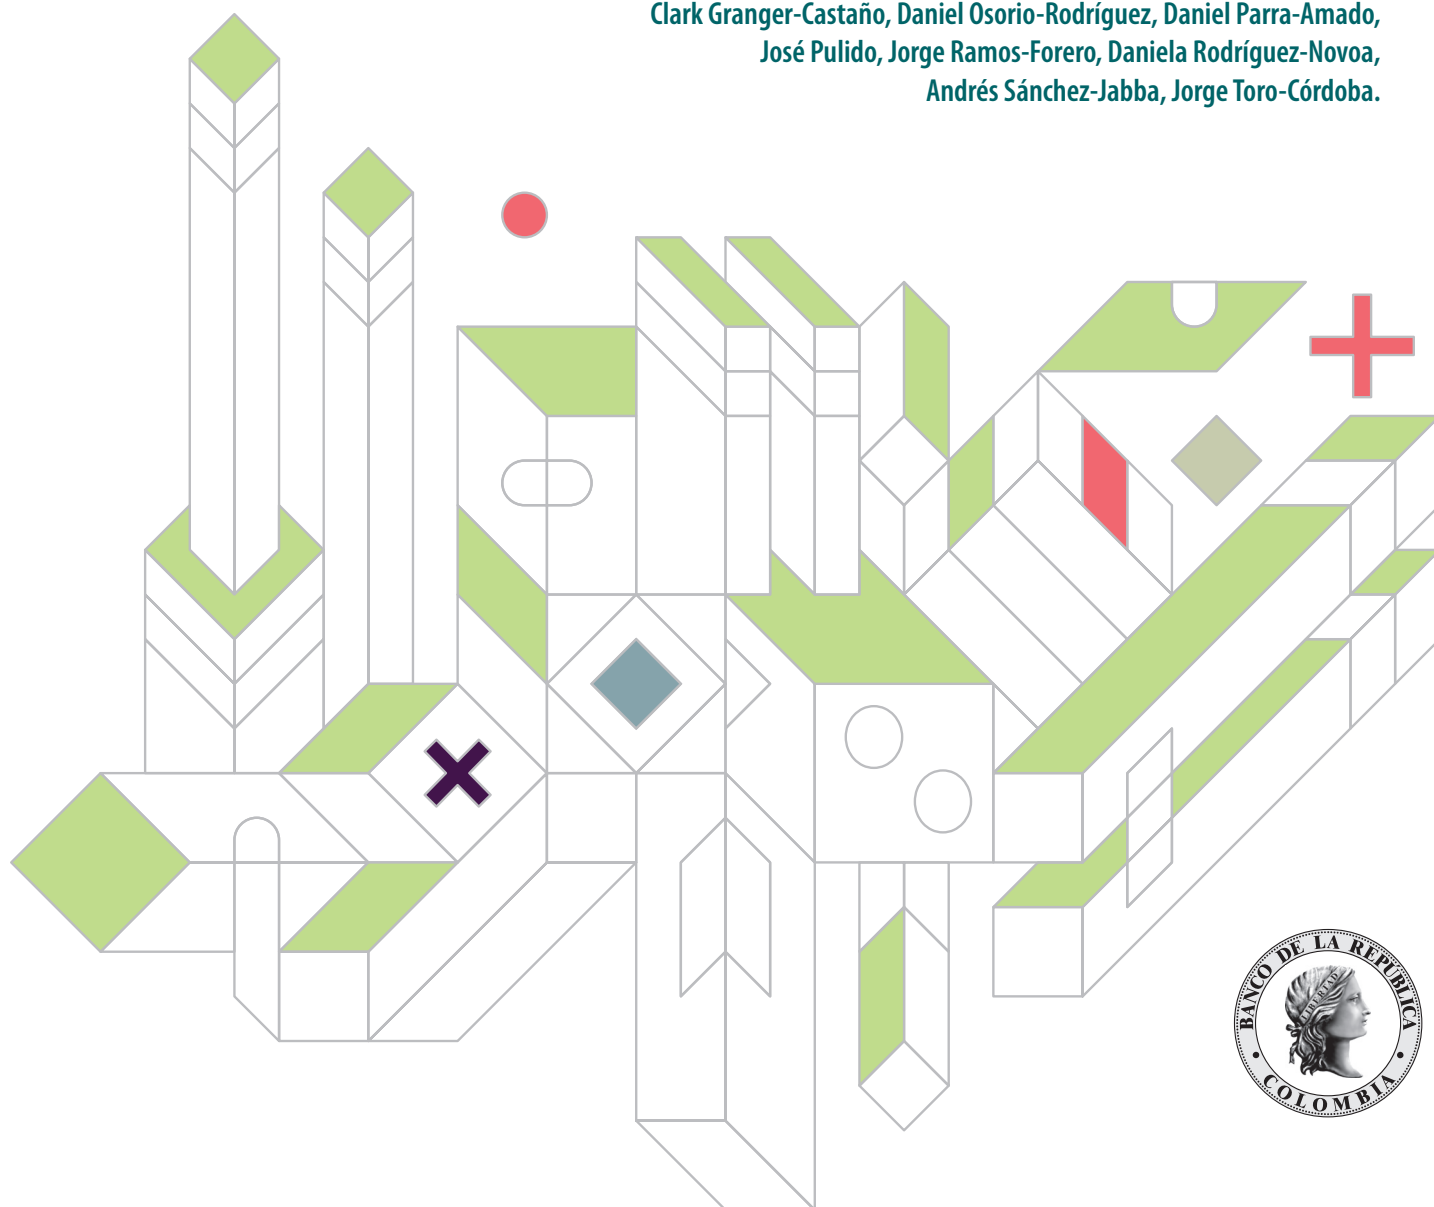 Clark Granger-Castaño, Daniel Osorio-Rodríguez, Daniel Parra-Amado,
José Pulido, Jorge Ramos-Forero, Daniela Rodríguez-Novoa,
Andrés Sánchez-Jabba, Jorge Toro-Córdoba.
BANCO DE LA REPÚBLICA
LIBERTAD
COLOMBIA